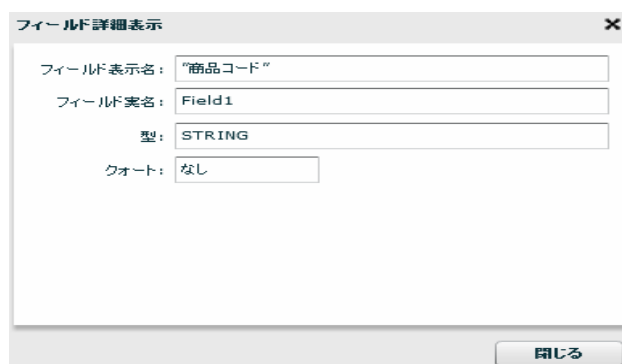 フィールド詳細表示
フィールド表示名： "商品コード"
フィールド実名： Field1
型： STRING
クォート： なし
閉じる